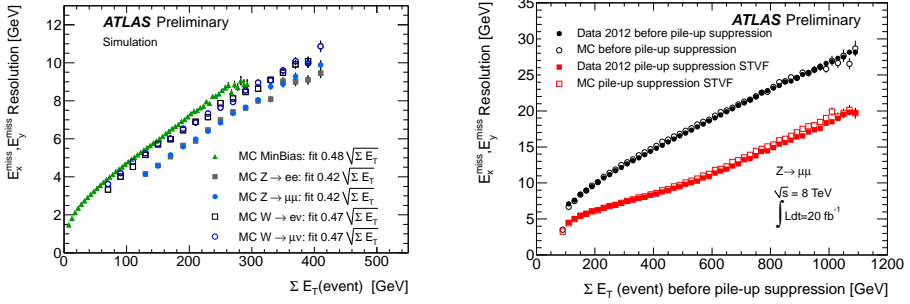 ATLAS Preliminary
Simulation
E_x^miss, E_y^miss Resolution [GeV]
12
10
8
6
4
2
0
MC MinBias: fit 0.48 √Σ E_T
MC Z → ee: fit 0.42 √Σ E_T
MC Z → μμ: fit 0.42 √Σ E_T
MC W → eν: fit 0.47 √Σ E_T
MC W → μν: fit 0.47 √Σ E_T
0 100 200 300 400 500
Σ E_T(event) [GeV]
ATLAS Preliminary
E_x^miss, E_y^miss Resolution [GeV]
35
30
25
20
15
10
5
0
Data 2012 before pile-up suppression
MC before pile-up suppression
Data 2012 pile-up suppression STVF
MC pile-up suppression STVF
Z → μμ
√s = 8 TeV
∫ Ldt=20 fb⁻¹
0 200 400 600 800 1000 1200
Σ E_T (event) before pile-up suppression [GeV]